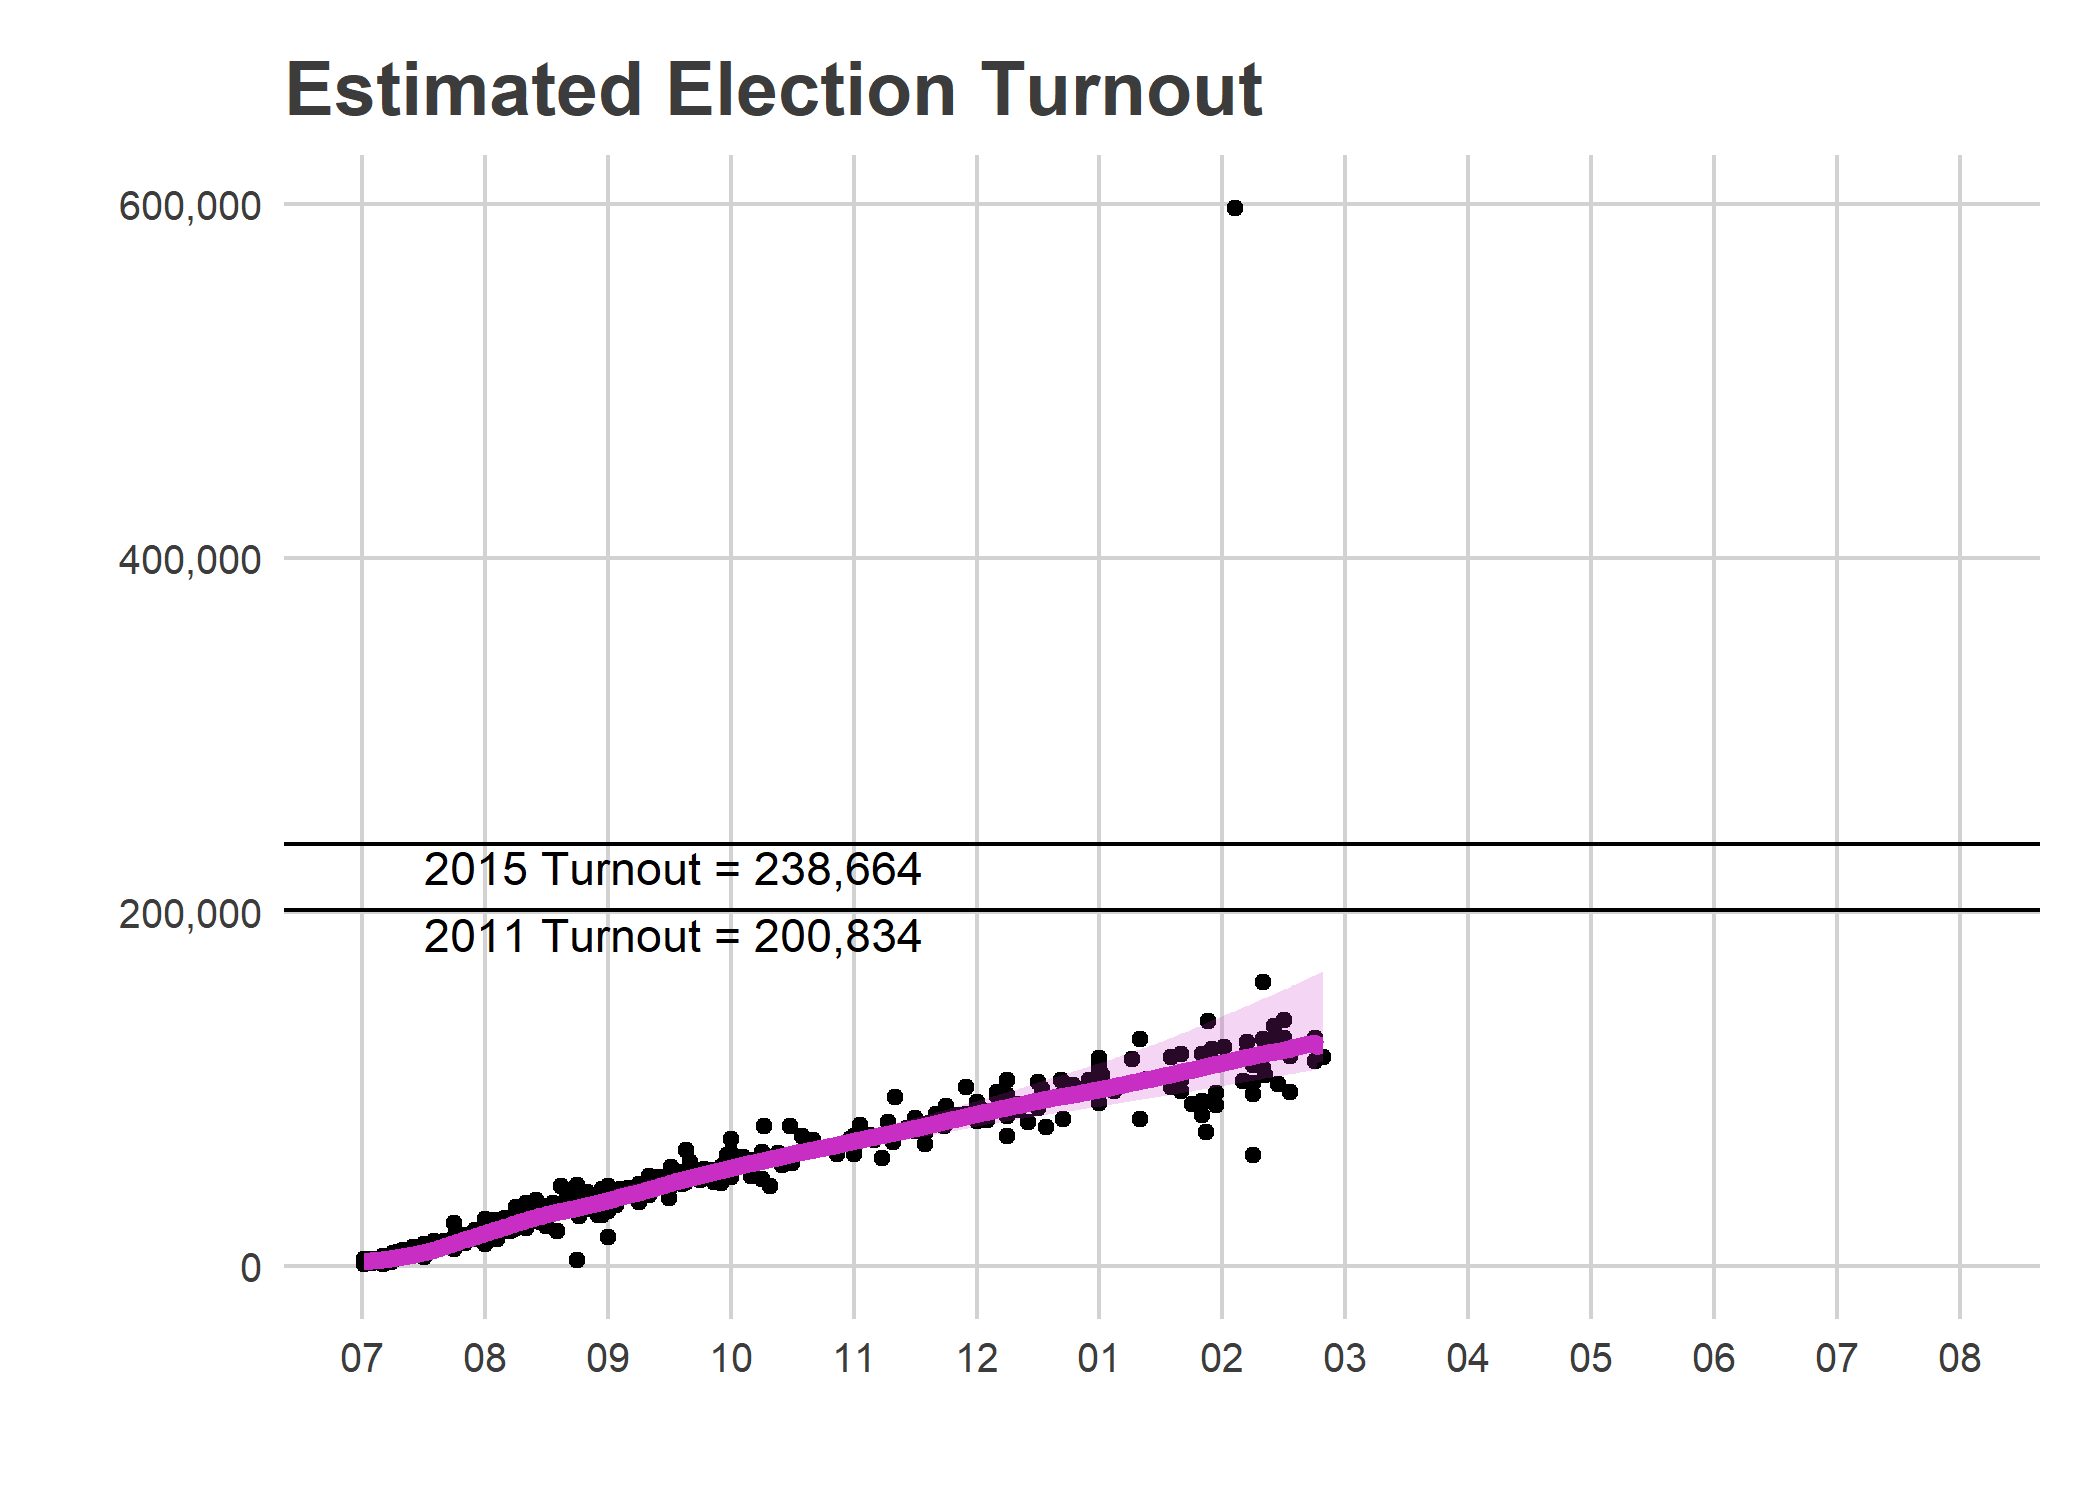 Estimated Election Turnout
600,000
400,000
2015 Turnout = 238,664
200,000
2011 Turnout = 200,834
0
07 08 09 10 11 12 01 02 03 04 05 06 07 08